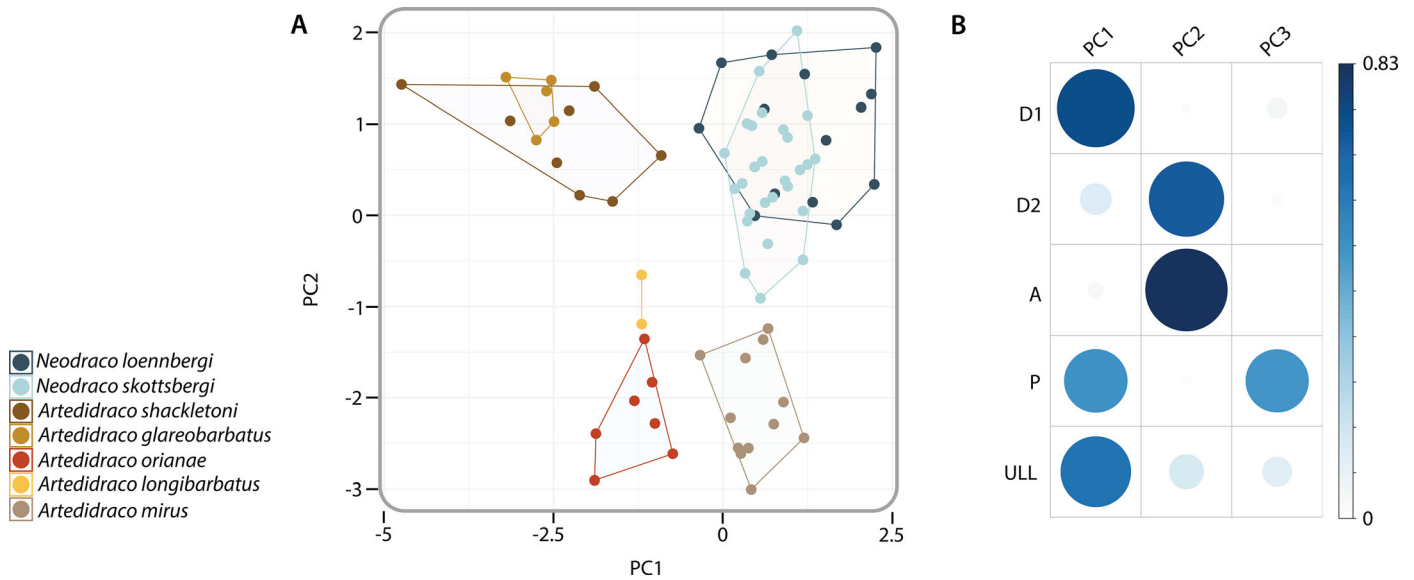 A
2
1
0
-1
-2
-3
PC2
-5
-2.5
0
2.5
PC1
Neodraco loennbergi
Neodraco skottsbergi
Artedidraco shackletoni
Artedidraco glareobarbatus
Artedidraco orianae
Artedidraco longibarbatus
Artedidraco mirus
B
PC1 PC2 PC3
D1
D2
A
P
ULL
0.83
0